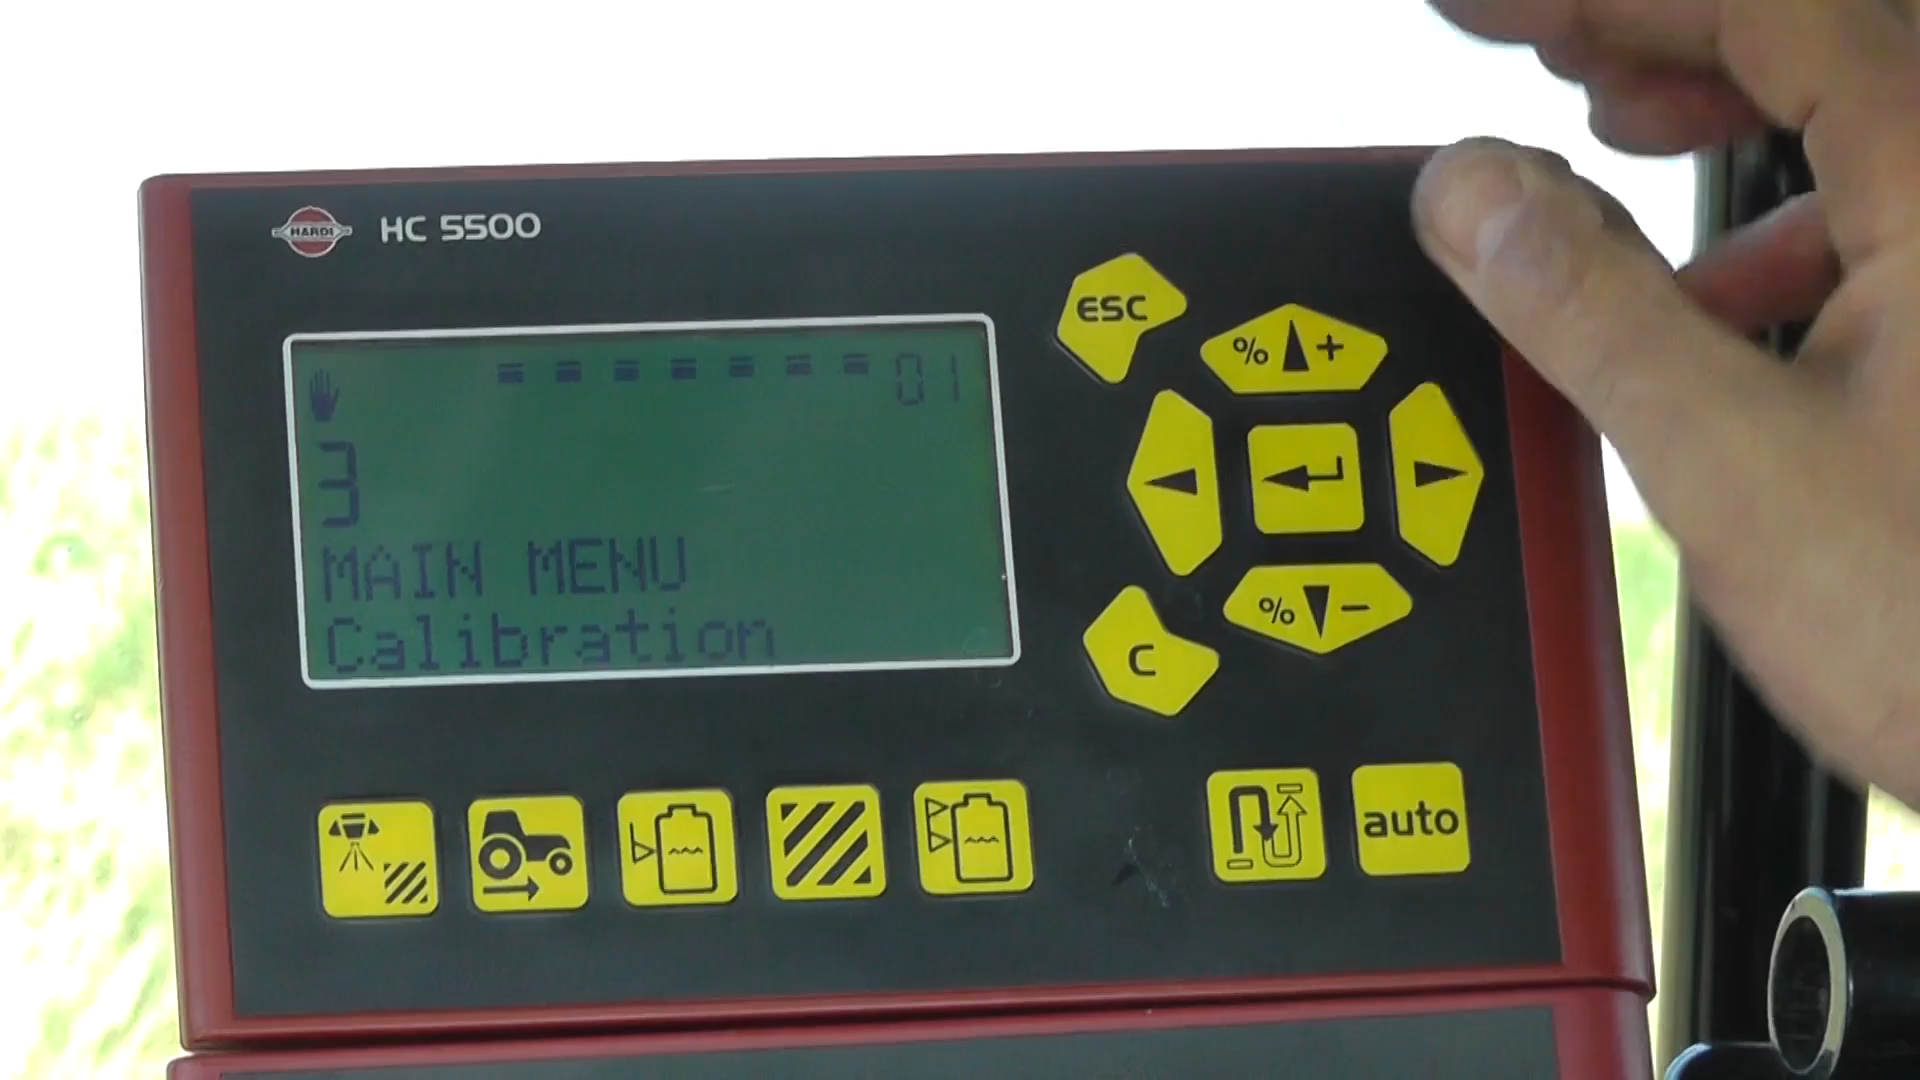 HARDI HC 5500
01
3
MAIN MENU
Calibration
ESC
% +
% -
C
auto